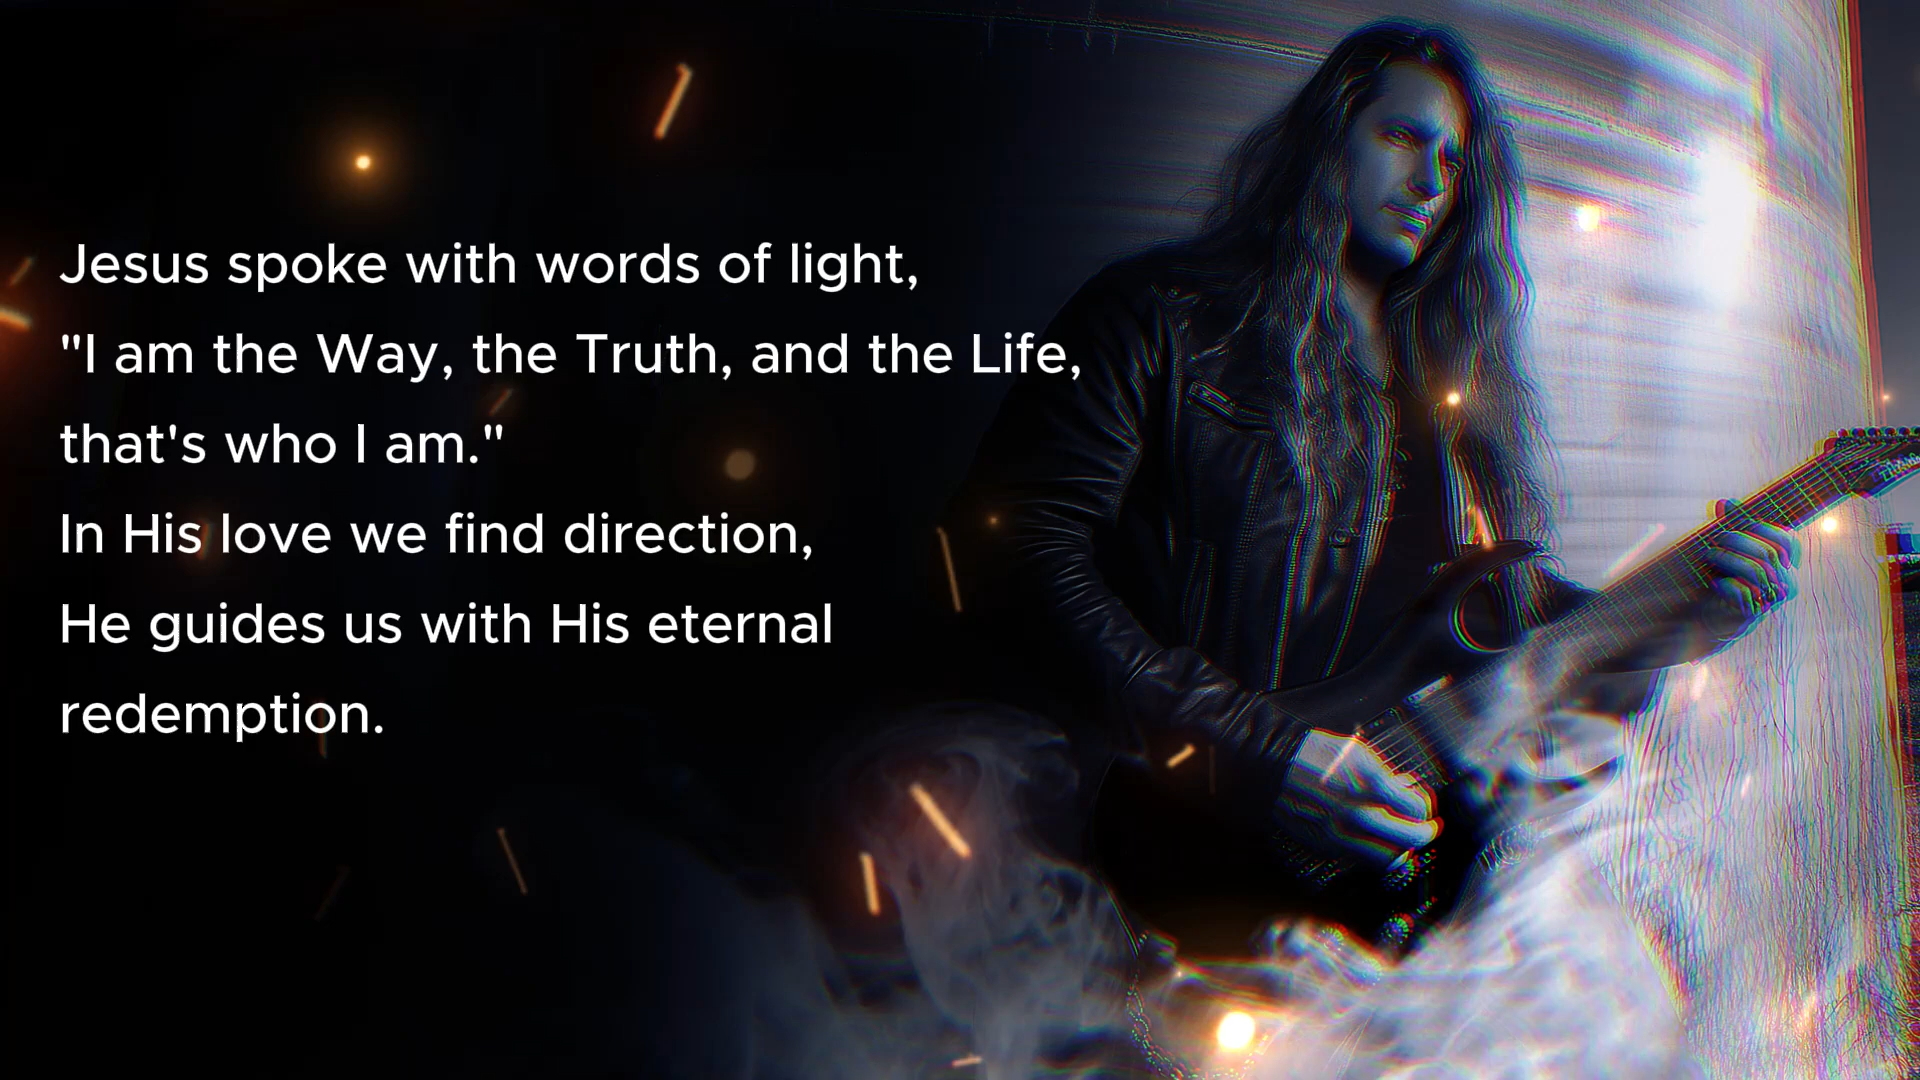 Jesus spoke with words of light,
"I am the Way, the Truth, and the Life,
that's who I am."
In His love we find direction,
He guides us with His eternal
redemption.